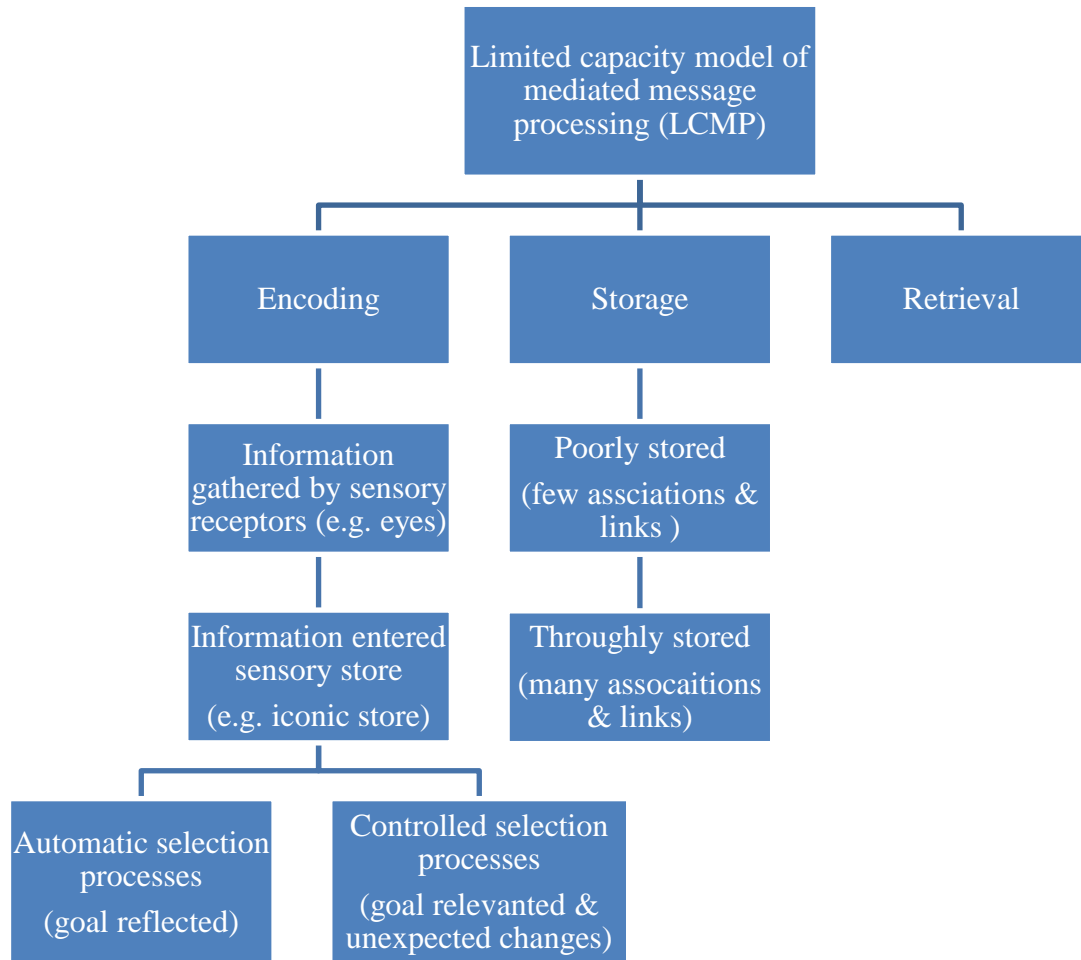 Limited capacity model of
mediated message
processing (LCMP)
Encoding
Storage
Retrieval
Information
gathered by sensory
receptors (e.g. eyes)
Poorly stored
(few assciations &
links )
Information entered
sensory store
(e.g. iconic store)
Throughly stored
(many assocaitions
& links)
Automatic selection
processes
(goal reflected)
Controlled selection
processes
(goal relevanted &
unexpected changes)